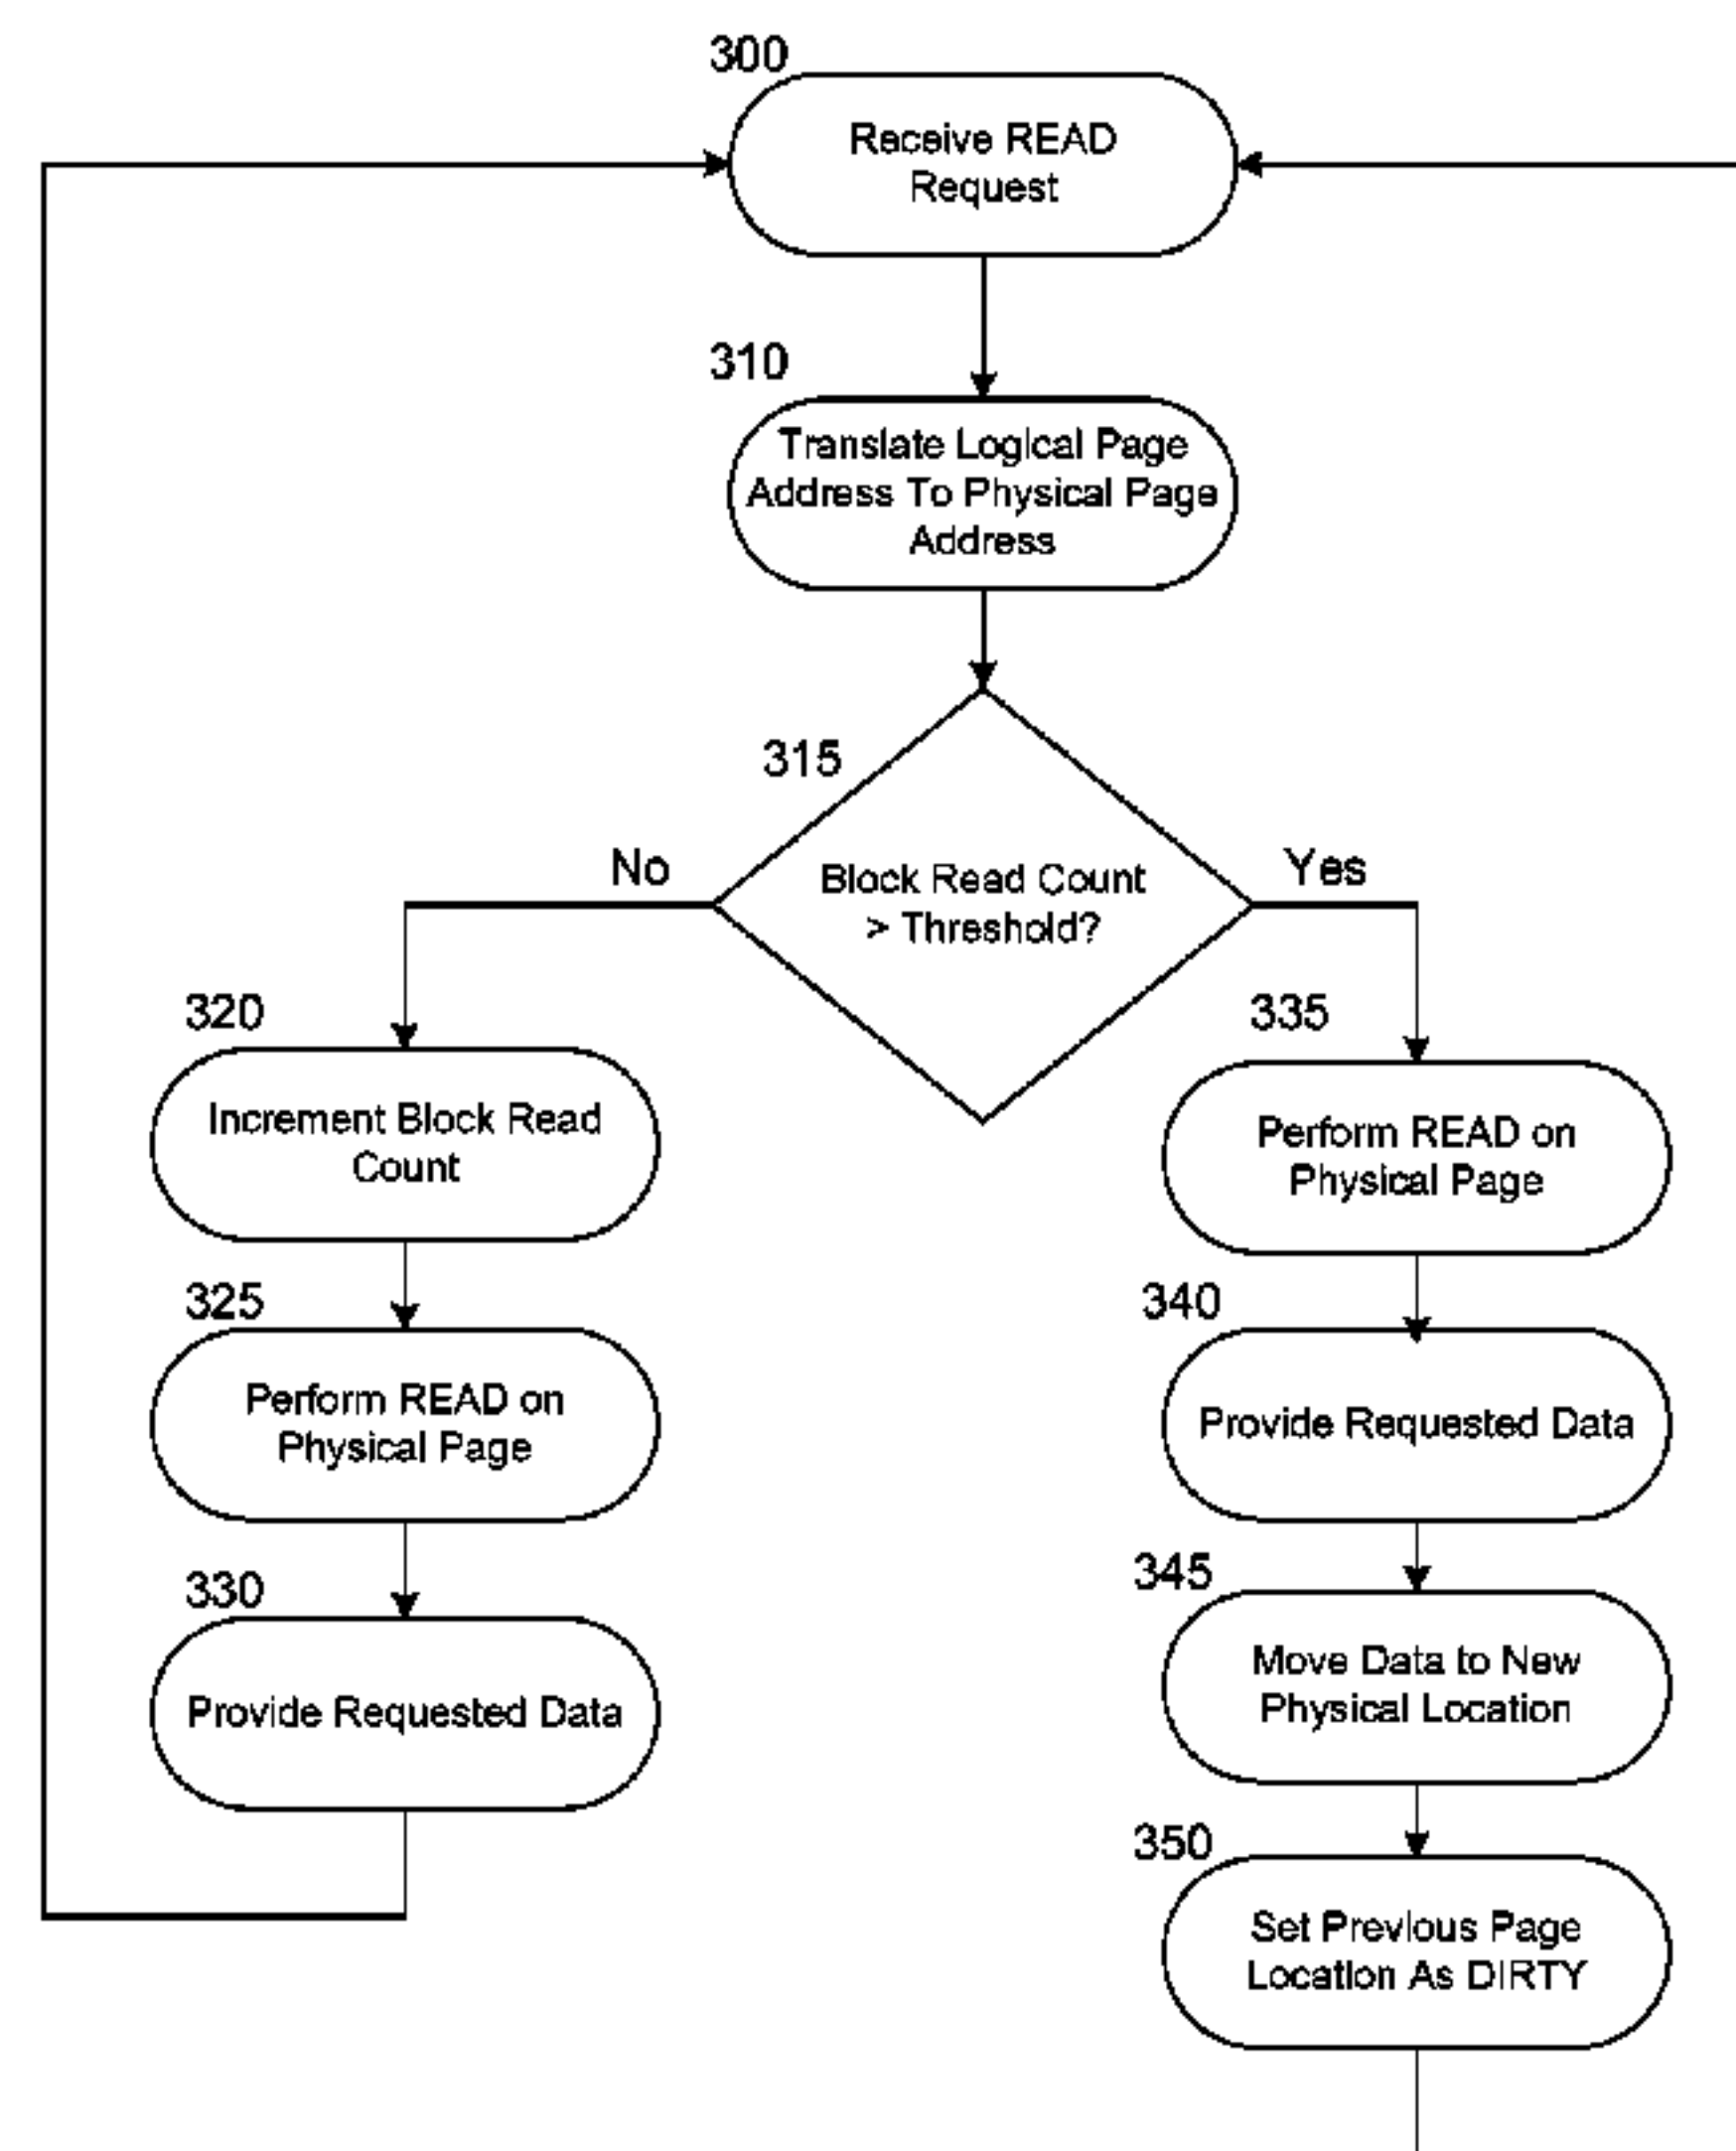 300
Receive READ
Request
310
Translate Logical Page
Address To Physical Page
Address
315
Block Read Count
> Threshold?
No
Yes
320
Increment Block Read
Count
325
Perform READ on
Physical Page
330
Provide Requested Data
335
Perform READ on
Physical Page
340
Provide Requested Data
345
Move Data to New
Physical Location
350
Set Previous Page
Location As DIRTY